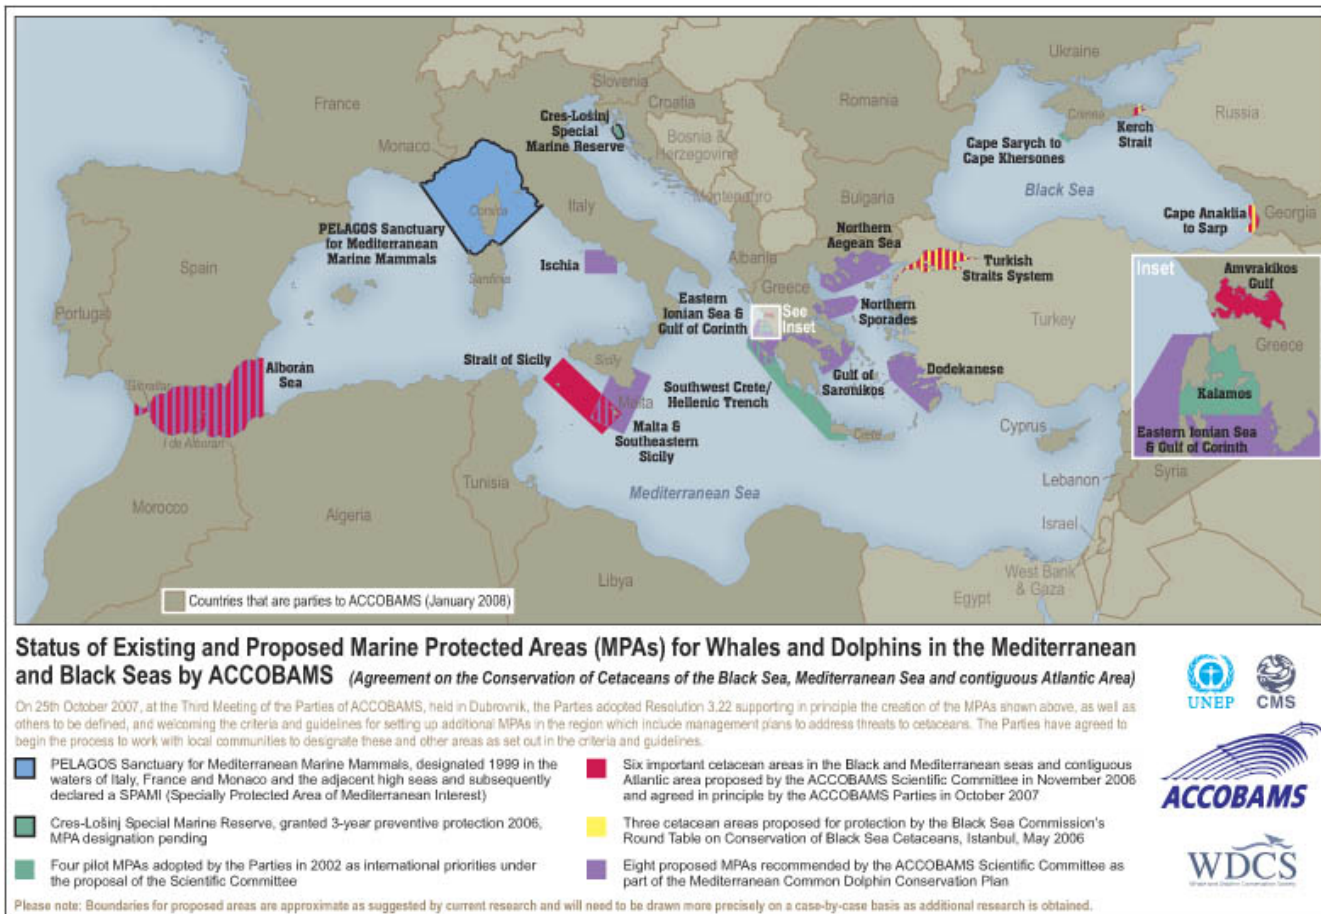 Ukraine
France
Slovenia
Croatia
Romania
Russia
Crimea
Cres-Lošinj
Special
Marine Reserve
Kerch
Strait
Cape Sarych to
Cape Khersones
Monaco
Bosnia &
Herzegovina
Black Sea
Montenegro
Bulgaria
Italy
Corsica
Cape Anaklia
to Sarp
Georgia
PELAGOS Sanctuary
for Mediterranean
Marine Mammals
Northern
Aegean Sea
Albania
Spain
Ischia
Sardinia
Turkish
Straits System
Inset
Amvrakikos
Gulf
Greece
Eastern
Ionian Sea &
Gulf of Corinth
See
Inset
Northern
Sporades
Portugal
Turkey
Greece
Strait of Sicily
Sicily
Alborán
Sea
Gibraltar
Dodekanese
Gulf of
Saronikos
Southwest Crete/
Hellenic Trench
Kalamos
Malta
I de Alboran
Malta &
Southeastern
Sicily
Crete
Cyprus
Eastern Ionian Sea
& Gulf of Corinth
Syria
Lebanon
Tunisia
Mediterranean Sea
Morocco
Algeria
Israel
West Bank
& Gaza
Libya
Egypt
Countries that are parties to ACCOBAMS (January 2008)
Status of Existing and Proposed Marine Protected Areas (MPAs) for Whales and Dolphins in the Mediterranean
and Black Seas by ACCOBAMS (Agreement on the Conservation of Cetaceans of the Black Sea, Mediterranean Sea and contiguous Atlantic Area)
On 25th October 2007, at the Third Meeting of the Parties of ACCOBAMS, held in Dubrovnik, the Parties adopted Resolution 3.22 supporting in principle the creation of the MPAs shown above, as well as
others to be defined, and welcoming the criteria and guidelines for setting up additional MPAs in the region which include management plans to address threats to cetaceans. The Parties have agreed to
begin the process to work with local communities to designate these and other areas as set out in the criteria and guidelines.
PELAGOS Sanctuary for Mediterranean Marine Mammals, designated 1999 in the
waters of Italy, France and Monaco and the adjacent high seas and subsequently
declared a SPAMI (Specially Protected Area of Mediterranean Interest)
Cres-Lošinj Special Marine Reserve, granted 3-year preventive protection 2006,
MPA designation pending
Four pilot MPAs adopted by the Parties in 2002 as international priorities under
the proposal of the Scientific Committee
Six important cetacean areas in the Black and Mediterranean seas and contiguous
Atlantic area proposed by the ACCOBAMS Scientific Committee in November 2006
and agreed in principle by the ACCOBAMS Parties in October 2007
Three cetacean areas proposed for protection by the Black Sea Commission's
Round Table on Conservation of Black Sea Cetaceans, Istanbul, May 2006
Eight proposed MPAs recommended by the ACCOBAMS Scientific Committee as
part of the Mediterranean Common Dolphin Conservation Plan
Please note: Boundaries for proposed areas are approximate as suggested by current research and will need to be drawn more precisely on a case-by-case basis as additional research is obtained.
UNEP
CMS
ACCOBAMS
WDCS
Whale and Dolphin Conservation Society